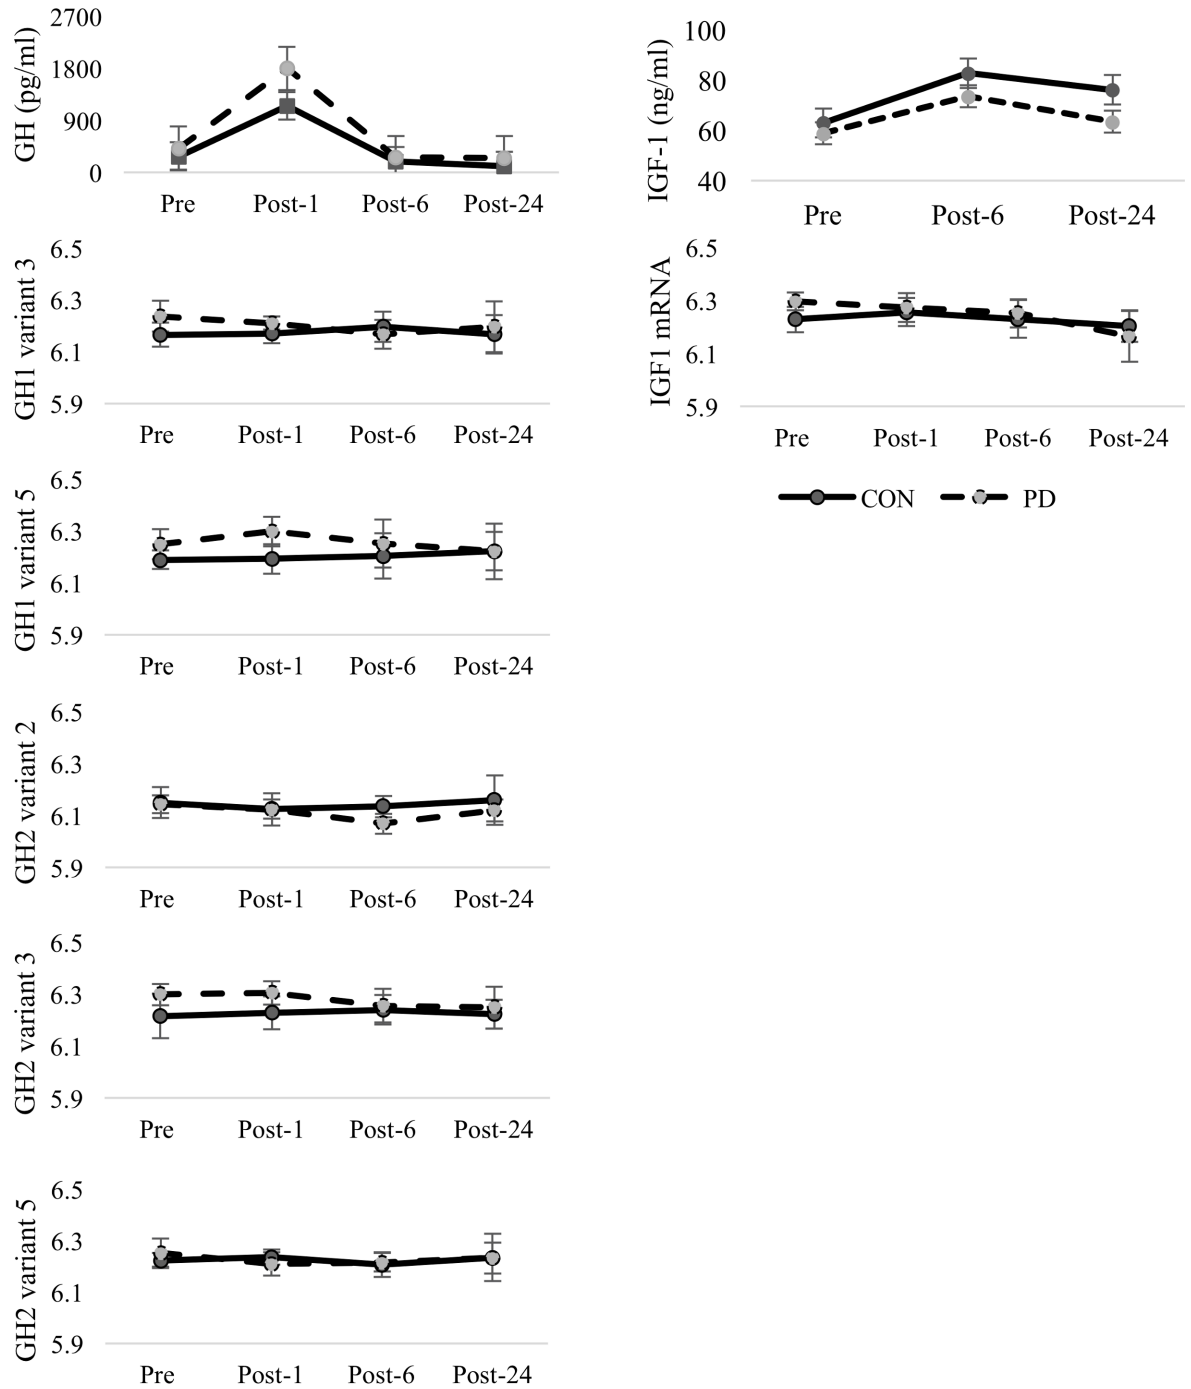 GH (pg/ml)
2700
1800
900
0
Pre Post-1 Post-6 Post-24
IGF-1 (ng/ml)
100
80
60
40
Pre Post-6 Post-24
GH1 variant 3
6.5
6.3
6.1
5.9
Pre Post-1 Post-6 Post-24
IGF1 mRNA
6.5
6.3
6.1
5.9
Pre Post-1 Post-6 Post-24
CON PD
GH1 variant 5
6.5
6.3
6.1
5.9
Pre Post-1 Post-6 Post-24
GH2 variant 2
6.5
6.3
6.1
5.9
Pre Post-1 Post-6 Post-24
GH2 variant 3
6.5
6.3
6.1
5.9
Pre Post-1 Post-6 Post-24
GH2 variant 5
6.5
6.3
6.1
5.9
Pre Post-1 Post-6 Post-24